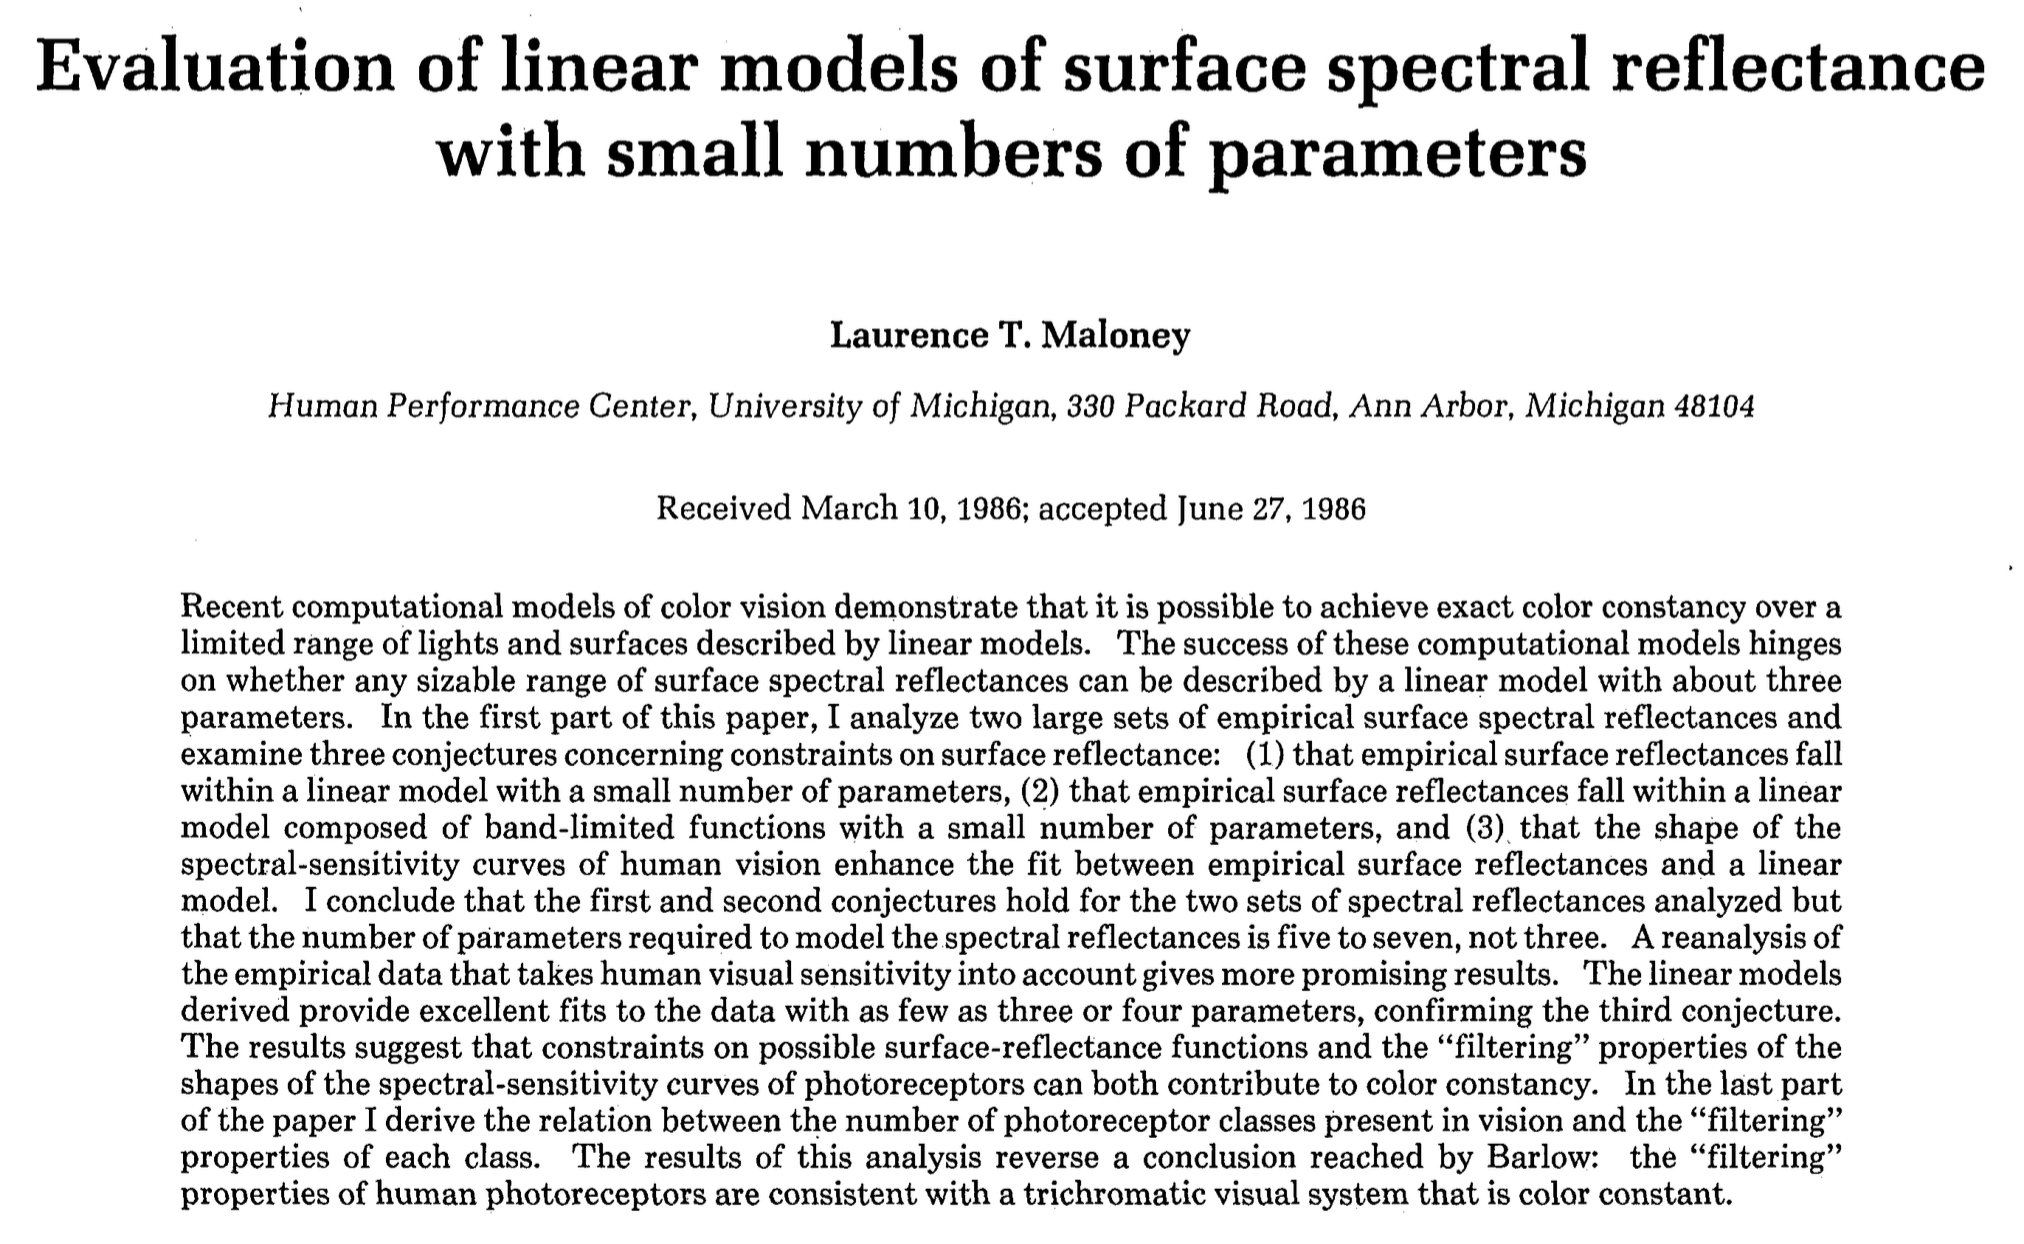 Evaluation of linear models of surface spectral reflectance
with small numbers of parameters
Laurence T. Maloney
Human Performance Center, University of Michigan, 330 Packard Road, Ann Arbor, Michigan 48104
Received March 10, 1986; accepted June 27, 1986
Recent computational models of color vision demonstrate that it is possible to achieve exact color constancy over a
limited range of lights and surfaces described by linear models. The success of these computational models hinges
on whether any sizable range of surface spectral reflectances can be described by a linear model with about three
parameters. In the first part of this paper, I analyze two large sets of empirical surface spectral reflectances and
examine three conjectures concerning constraints on surface reflectance: (1) that empirical surface reflectances fall
within a linear model with a small number of parameters, (2) that empirical surface reflectances fall within a linear
model composed of band-limited functions with a small number of parameters, and (3) that the shape of the
spectral-sensitivity curves of human vision enhance the fit between empirical surface reflectances and a linear
model. I conclude that the first and second conjectures hold for the two sets of spectral reflectances analyzed but
that the number of parameters required to model the spectral reflectances is five to seven, not three. A reanalysis of
the empirical data that takes human visual sensitivity into account gives more promising results. The linear models
derived provide excellent fits to the data with as few as three or four parameters, confirming the third conjecture.
The results suggest that constraints on possible surface-reflectance functions and the “filtering” properties of the
shapes of the spectral-sensitivity curves of photoreceptors can both contribute to color constancy. In the last part
of the paper I derive the relation between the number of photoreceptor classes present in vision and the “filtering”
properties of each class. The results of this analysis reverse a conclusion reached by Barlow: the “filtering”
properties of human photoreceptors are consistent with a trichromatic visual system that is color constant.